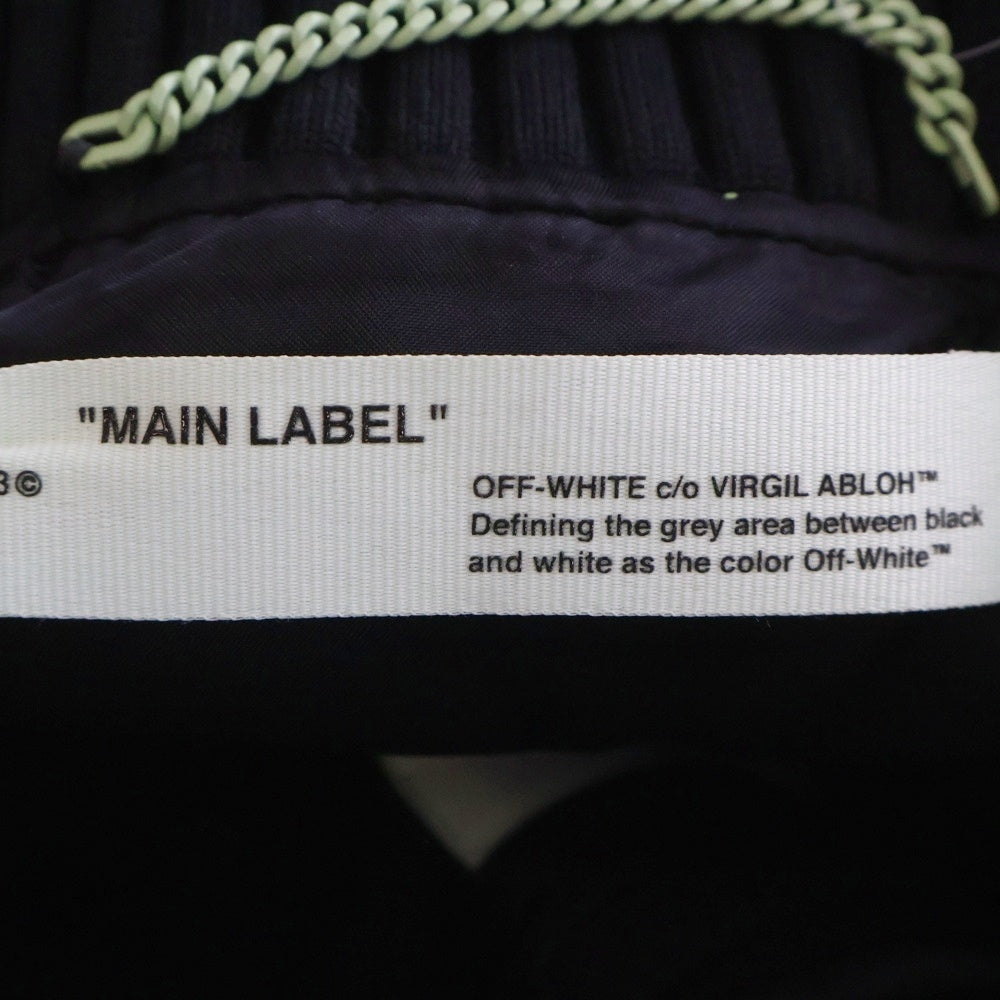 "MAIN LABEL"
3©
OFF-WHITE c/o VIRGIL ABLOH™
Defining the grey area between black
and white as the color Off-White™